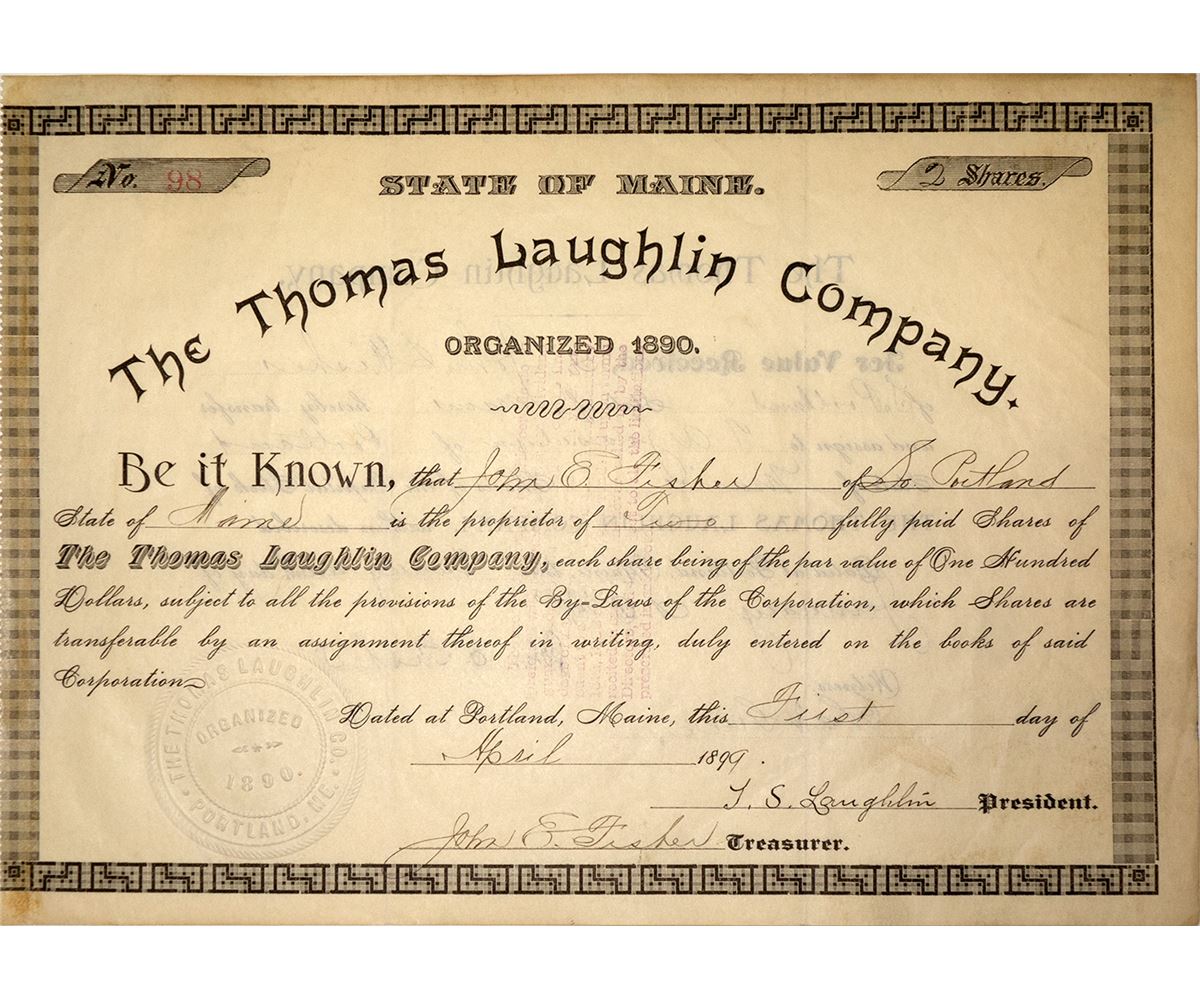 No. 98
STATE OF MAINE.
2 Shares.
The Thomas Laughlin Company.
ORGANIZED 1890.
Be it Known, that John E. Fisher of So. Portland
State of Maine is the proprietor of Two fully paid Shares of
The Thomas Laughlin Company, each share being of the par value of One Hundred
Dollars, subject to all the provisions of the By-Laws of the Corporation, which Shares are
transferable by an assignment thereof in writing, duly entered on the books of said
Corporation
THE THOMAS LAUGHLIN CO.
ORGANIZED
1890.
PORTLAND, ME.
Dated at Portland, Maine, this First day of
April 1899.
T. S. Laughlin President.
John E. Fisher Treasurer.